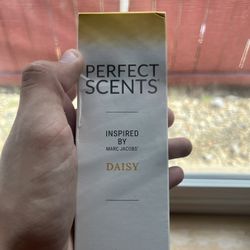 PERFECT
SCENTS®
INSPIRED
BY
MARC JACOBS'
DAISY